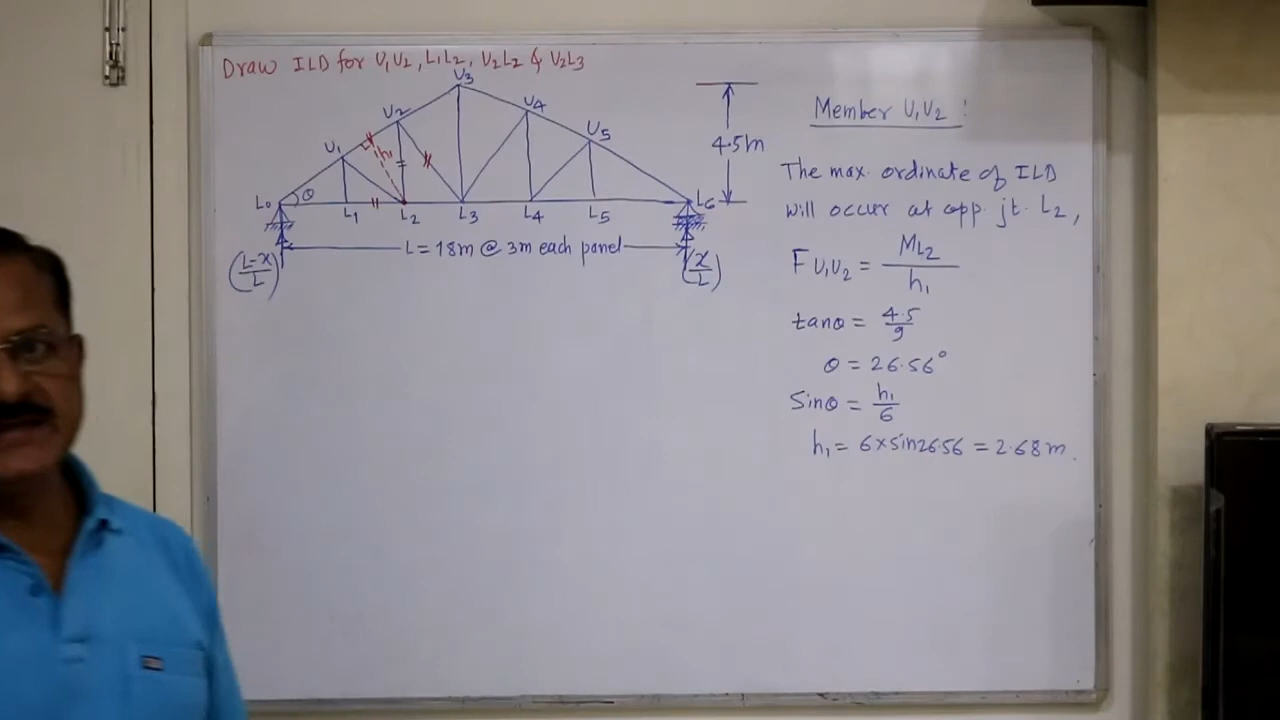 Draw ILD for U1U2, L1L2, U2L2 & U2L3
U3
U2
U4
U1
U5
h1
θ
L0
L1
L2
L3
L4
L5
L6
4.5m
L = 18m @ 3m each panel
(L-x/L)
(x/L)
Member U1U2 :
The max. ordinate of ILD
will occur at opp. jt. L2,
F U1U2 = ML2/h1
tanθ = 4.5/9
θ = 26.56°
Sinθ = h1/6
h1 = 6×sin26.56 = 2.68m.